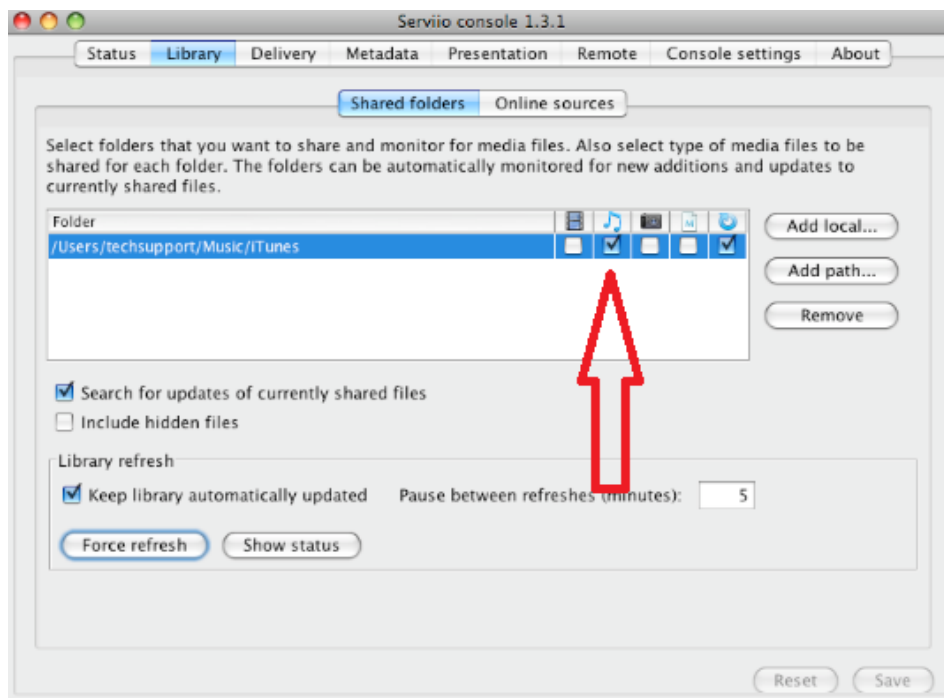 Serviio console 1.3.1
Status Library Delivery Metadata Presentation Remote Console settings About
Shared folders Online sources
Select folders that you want to share and monitor for media files. Also select type of media files to be
shared for each folder. The folders can be automatically monitored for new additions and updates to
currently shared files.
Folder M
/Users/techsupport/Music/iTunes
Add local...
Add path...
Remove
Search for updates of currently shared files
Include hidden files
Library refresh
Keep library automatically updated Pause between refreshes (minutes): 5
Force refresh Show status
Reset Save